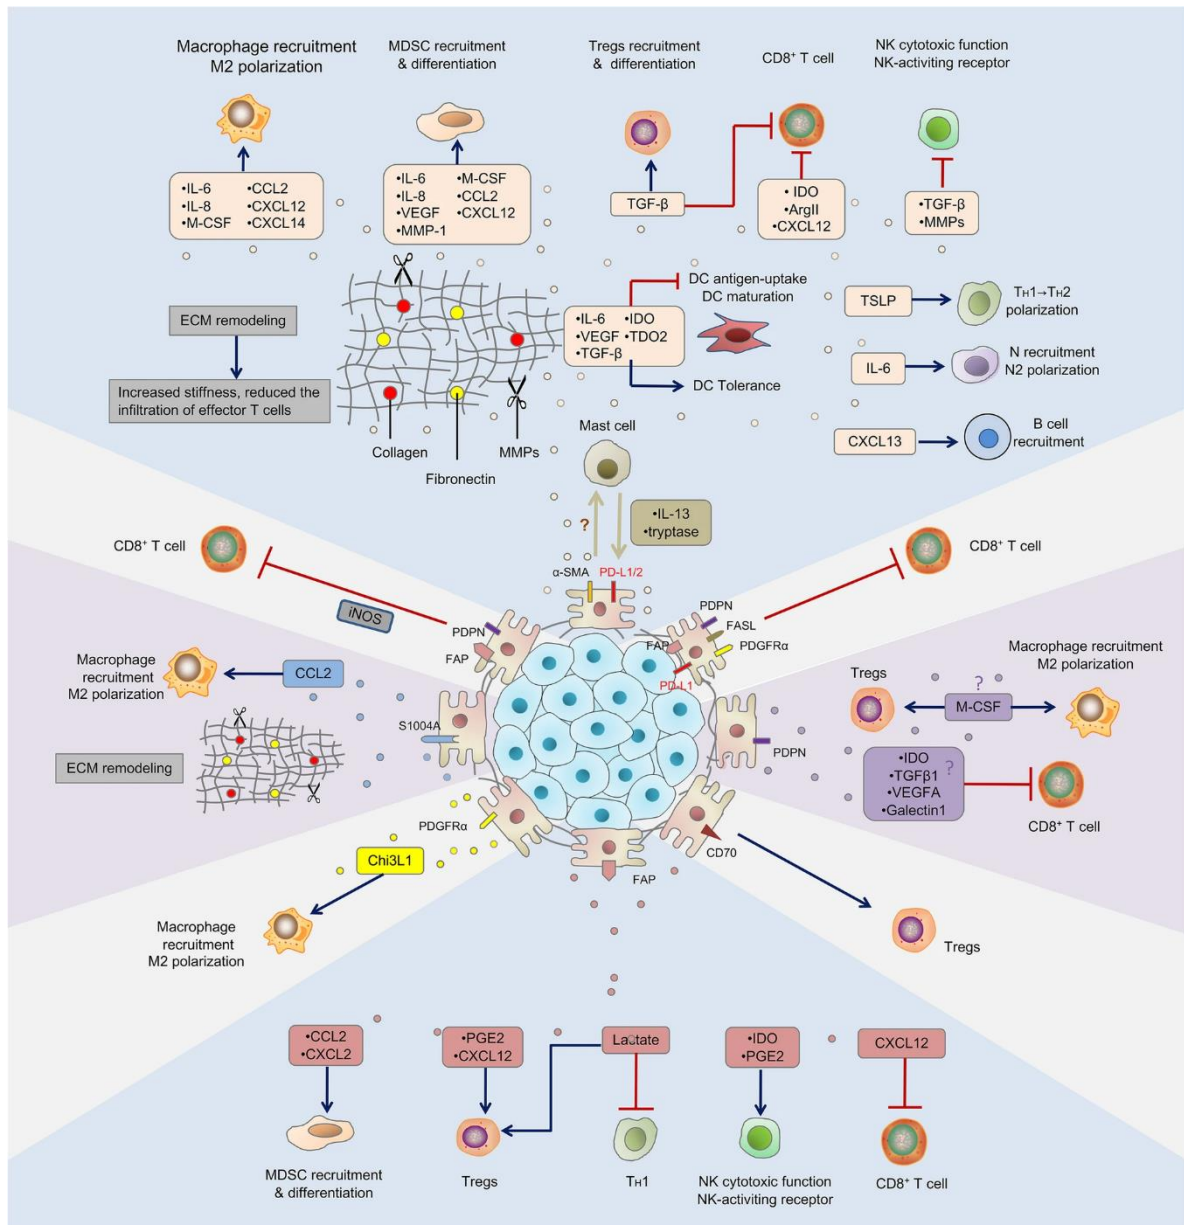 Macrophage recruitment
M2 polarization
MDSC recruitment
& differentiation
Tregs recruitment
& differentiation
CD8⁺ T cell
NK cytotoxic function
NK-activiting receptor
•IL-6 •CCL2
•IL-8 •CXCL12
•M-CSF •CXCL14
•IL-6 •M-CSF
•IL-8 •CCL2
•VEGF •CXCL12
•MMP-1
TGF-β
• IDO
• ArgII
•CXCL12
•TGF-β
•MMPs
ECM remodeling
Increased stiffness, reduced the
infiltration of effector T cells
Collagen
Fibronectin
MMPs
•IL-6 •IDO
•VEGF •TDO2
•TGF-β
DC antigen-uptake
DC maturation
DC Tolerance
TSLP
TH1→TH2
polarization
IL-6
N recruitment
N2 polarization
CXCL13
B cell
recruitment
Mast cell
?
•IL-13
•tryptase
CD8⁺ T cell
iNOS
α-SMA PD-L1/2
PDPN
FAP
CD8⁺ T cell
PDPN
FASL
FAP
PDGFRα
PD-L1
Macrophage
recruitment
M2 polarization
CCL2
S1004A
ECM remodeling
Macrophage recruitment
M2 polarization
Tregs
?
M-CSF
PDPN
•IDO
•TGFβ1
?
•VEGFA
•Galectin1
CD8⁺ T cell
PDGFRα
Chi3L1
Macrophage
recruitment
M2 polarization
CD70
FAP
Tregs
•CCL2
•CXCL2
MDSC recruitment
& differentiation
•PGE2
•CXCL12
Tregs
Lactate
TH1
•IDO
•PGE2
NK cytotoxic function
NK-activiting receptor
CXCL12
CD8⁺ T cell